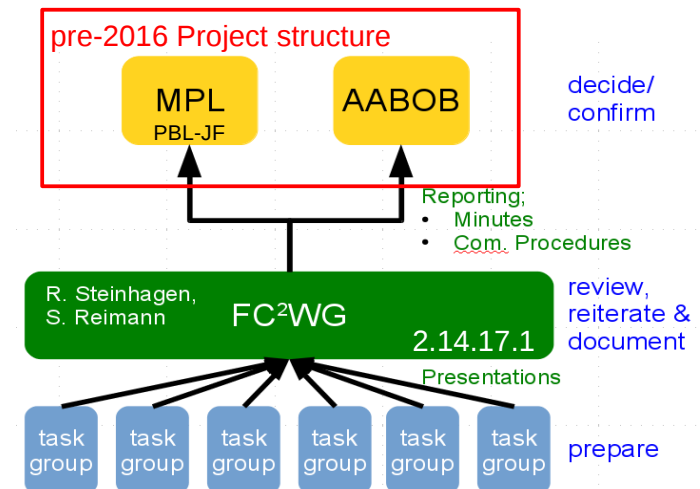 pre-2016 Project structure
MPL
PBL-JF
AABOB
decide/
confirm
Reporting;
• Minutes
• Com. Procedures
R. Steinhagen,
S. Reimann
FC²WG
2.14.17.1
review,
reiterate &
document
Presentations
task
group
task
group
task
group
task
group
task
group
task
group
prepare